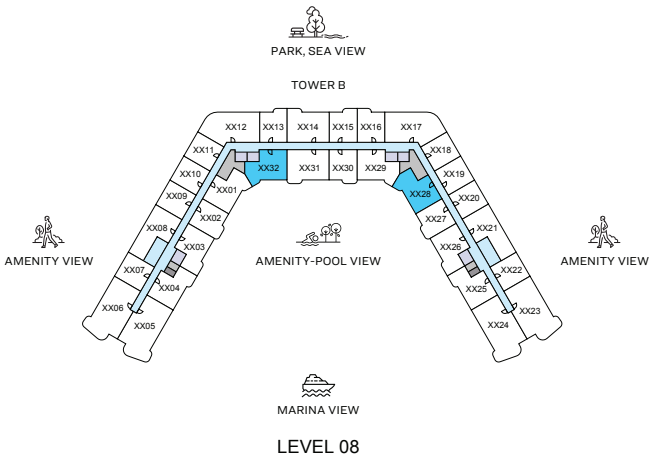 PARK, SEA VIEW
TOWER B
XX12
XX13
XX14
XX15
XX16
XX17
XX11
XX18
XX32
XX31
XX30
XX29
XX10
XX01
XX19
XX28
XX09
XX20
XX02
XX27
XX08
XX21
XX03
XX26
AMENITY VIEW
AMENITY-POOL VIEW
AMENITY VIEW
XX07
XX22
XX04
XX25
XX06
XX23
XX05
XX24
MARINA VIEW
LEVEL 08